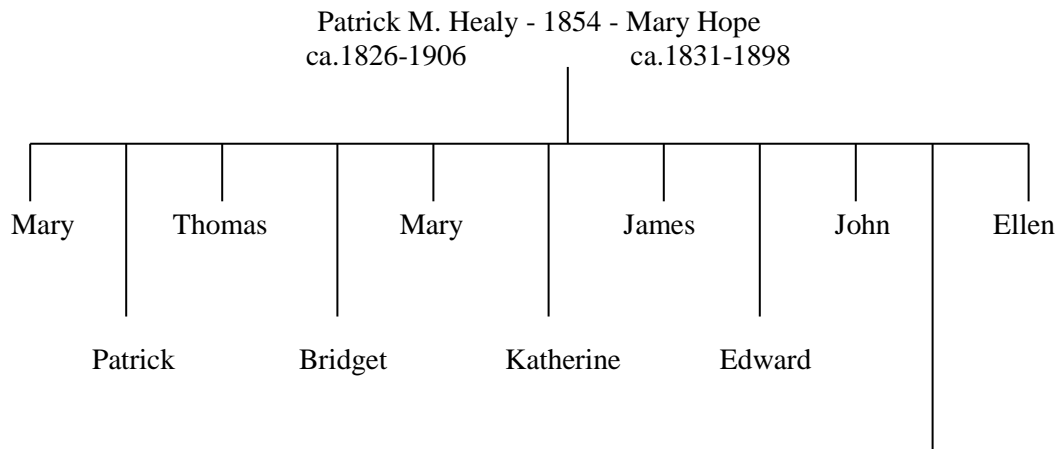 Patrick M. Healy - 1854 - Mary Hope
ca.1826-1906 ca.1831-1898
Mary Thomas Mary James John Ellen
Patrick Bridget Katherine Edward